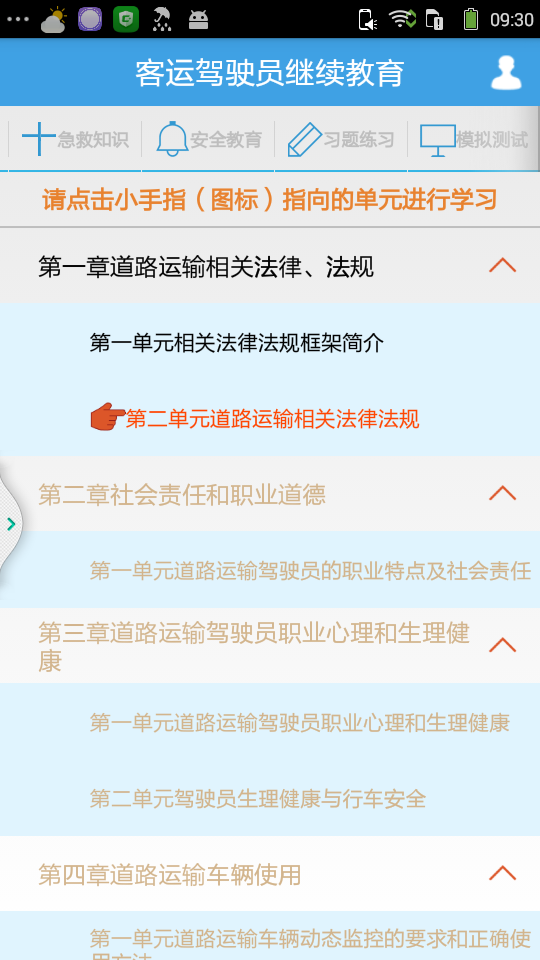 09:30
客运驾驶员继续教育
急救知识 安全教育 习题练习 模拟测试
请点击小手指（图标）指向的单元进行学习
第一章道路运输相关法律、法规
第一单元相关法律法规框架简介
第二单元道路运输相关法律法规
第二章社会责任和职业道德
第一单元道路运输驾驶员的职业特点及社会责任
第三章道路运输驾驶员职业心理和生理健
康
第一单元道路运输驾驶员职业心理和生理健康
第二单元驾驶员生理健康与行车安全
第四章道路运输车辆使用
第一单元道路运输车辆动态监控的要求和正确使
用方法